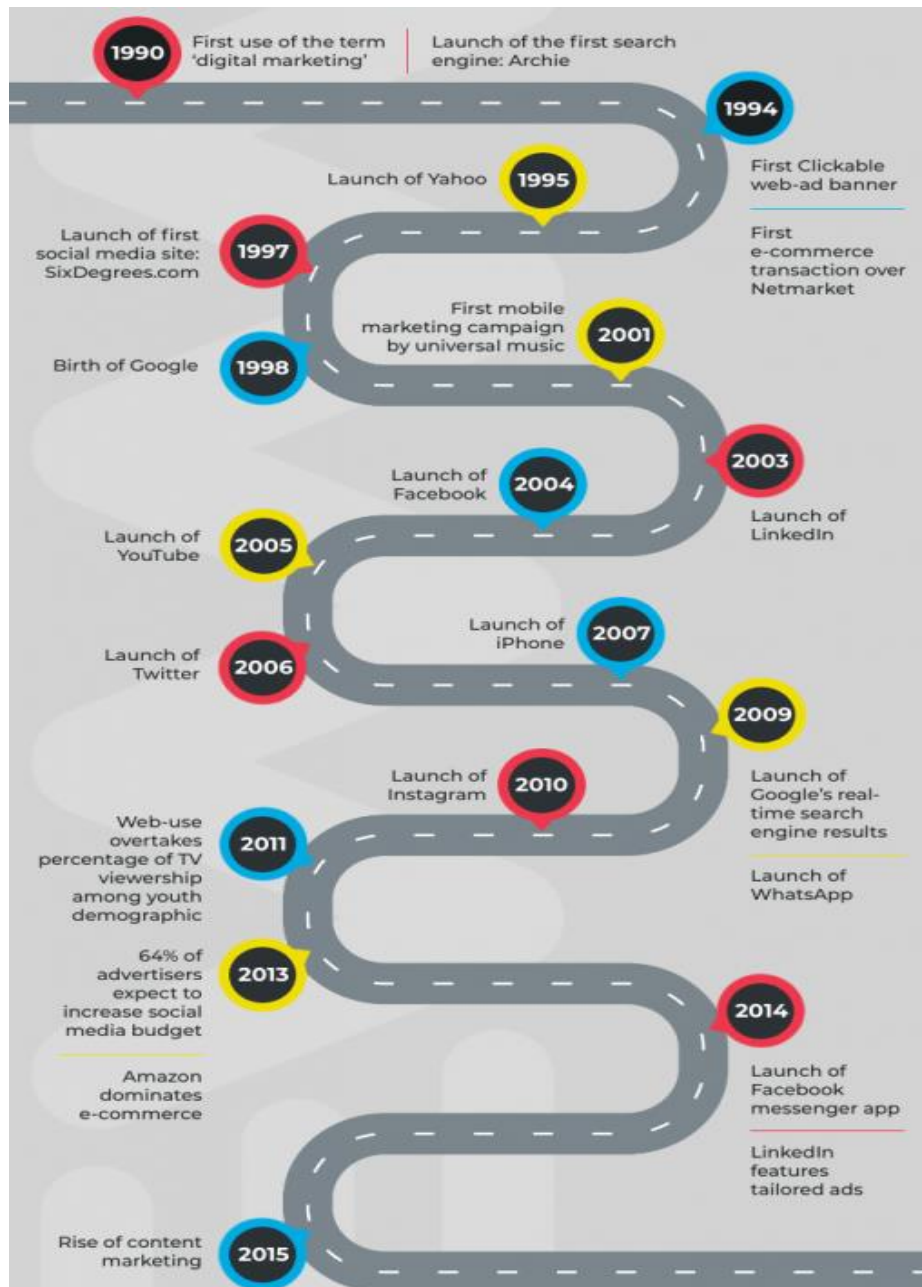 1990
First use of the term
'digital marketing'
Launch of the first search
engine: Archie
1994
First Clickable
web-ad banner
First
e-commerce
transaction over
Netmarket
Launch of Yahoo
1995
Launch of first
social media site:
SixDegrees.com
1997
Birth of Google
1998
First mobile
marketing campaign
by universal music
2001
2003
Launch of
LinkedIn
Launch of
Facebook
2004
Launch of
YouTube
2005
Launch of
Twitter
2006
Launch of
iPhone
2007
2009
Launch of
Google's real-
time search
engine results
Launch of
WhatsApp
Launch of
Instagram
2010
Web-use
overtakes
percentage of TV
viewership
among youth
demographic
2011
64% of
advertisers
expect to
increase social
media budget
2013
Amazon
dominates
e-commerce
2014
Launch of
Facebook
messenger app
LinkedIn
features
tailored ads
Rise of content
marketing
2015